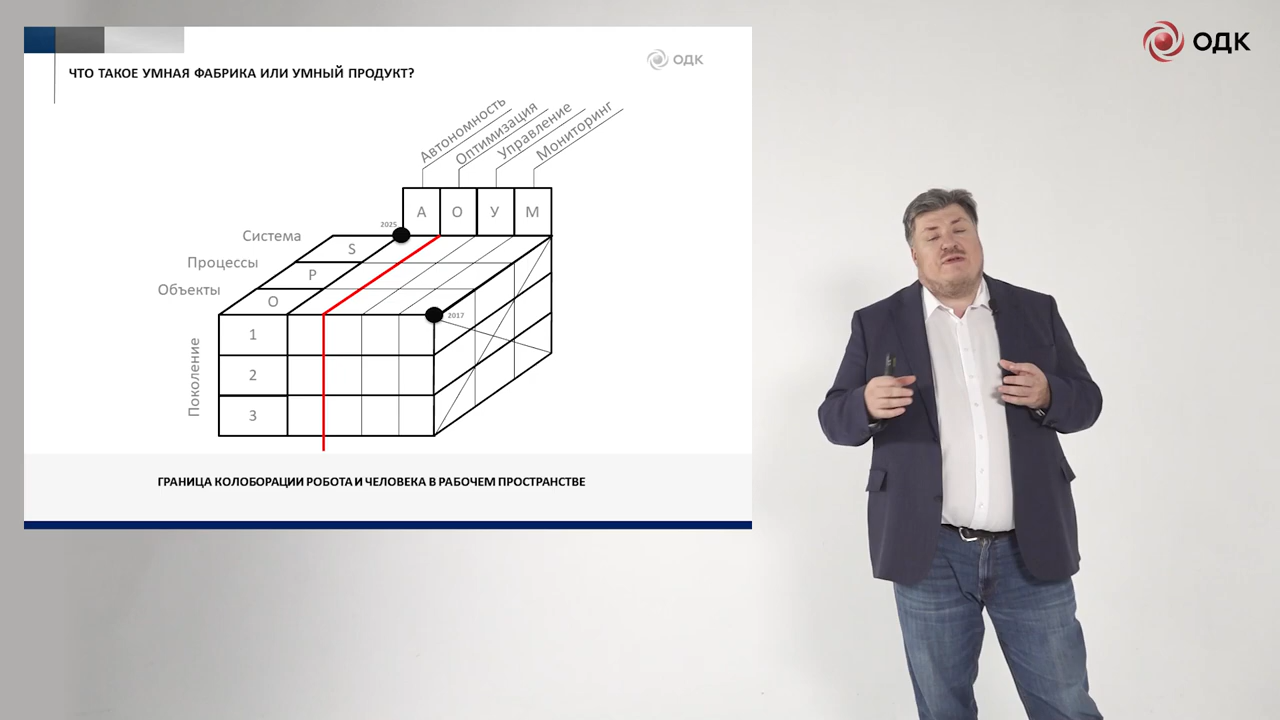 ОДК
ЧТО ТАКОЕ УМНАЯ ФАБРИКА ИЛИ УМНЫЙ ПРОДУКТ?
ОДК
Автономность
Оптимизация
Управление
Мониторинг
А О У М
2025
Система S
Процессы P
Объекты O
2017
Поколение
1
2
3
ГРАНИЦА КОЛОБОРАЦИИ РОБОТА И ЧЕЛОВЕКА В РАБОЧЕМ ПРОСТРАНСТВЕ